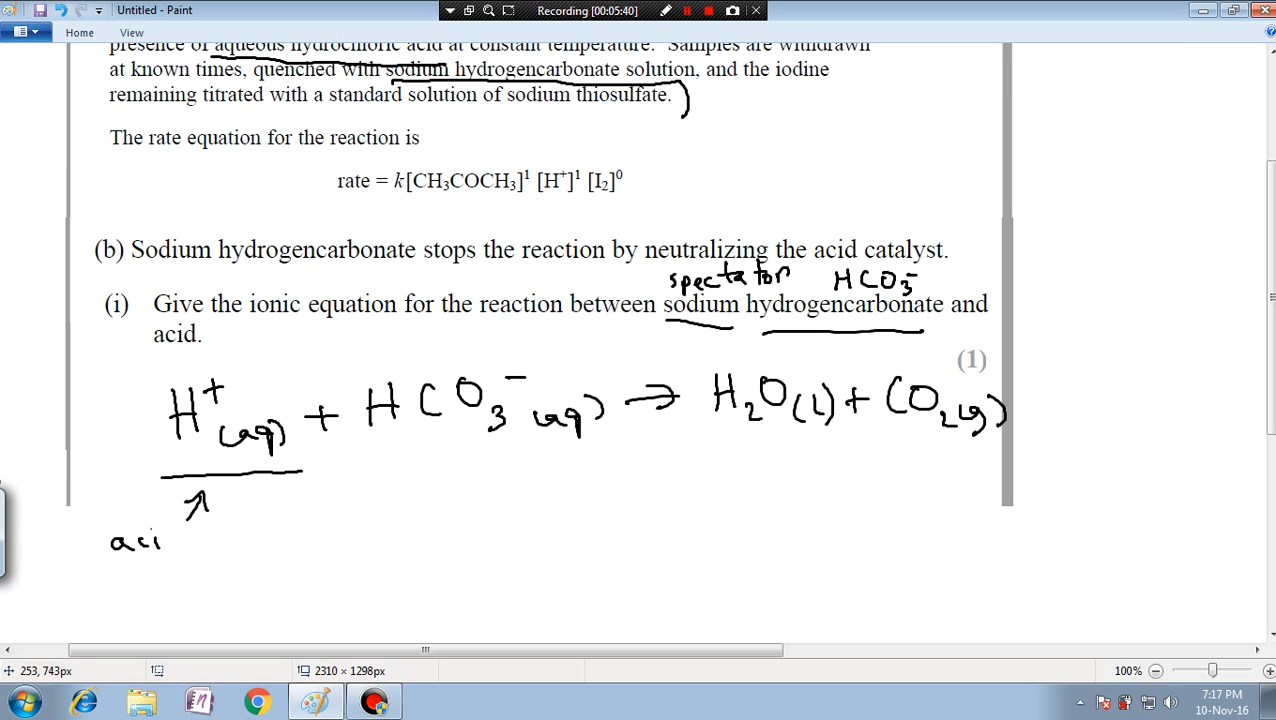 Untitled - Paint
Recording [00:05:40]
Home View
presence of aqueous hydrochloric acid at constant temperature. Samples are withdrawn
at known times, quenched with sodium hydrogencarbonate solution, and the iodine
remaining titrated with a standard solution of sodium thiosulfate.)
The rate equation for the reaction is
rate = k[CH₃COCH₃]¹ [H⁺]¹ [I₂]⁰
(b) Sodium hydrogencarbonate stops the reaction by neutralizing the acid catalyst.
spectator HCO₃⁻
(i) Give the ionic equation for the reaction between sodium hydrogencarbonate and
acid.
(1)
H⁺(aq) + HCO₃⁻(aq) → H₂O(l) + CO₂(g)
aci
253, 743px
2310 × 1298px
100%
7:17 PM
10-Nov-16